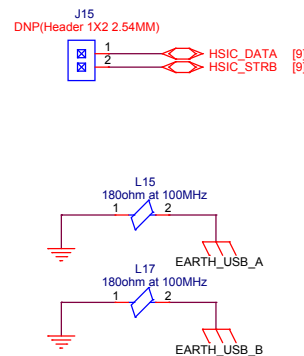 J15
DNP(Header 1X2 2.54MM)
1 HSIC_DATA [9]
2 HSIC_STRB [9]
L15
180ohm at 100MHz
1 2
EARTH_USB_A
L17
180ohm at 100MHz
1 2
EARTH_USB_B